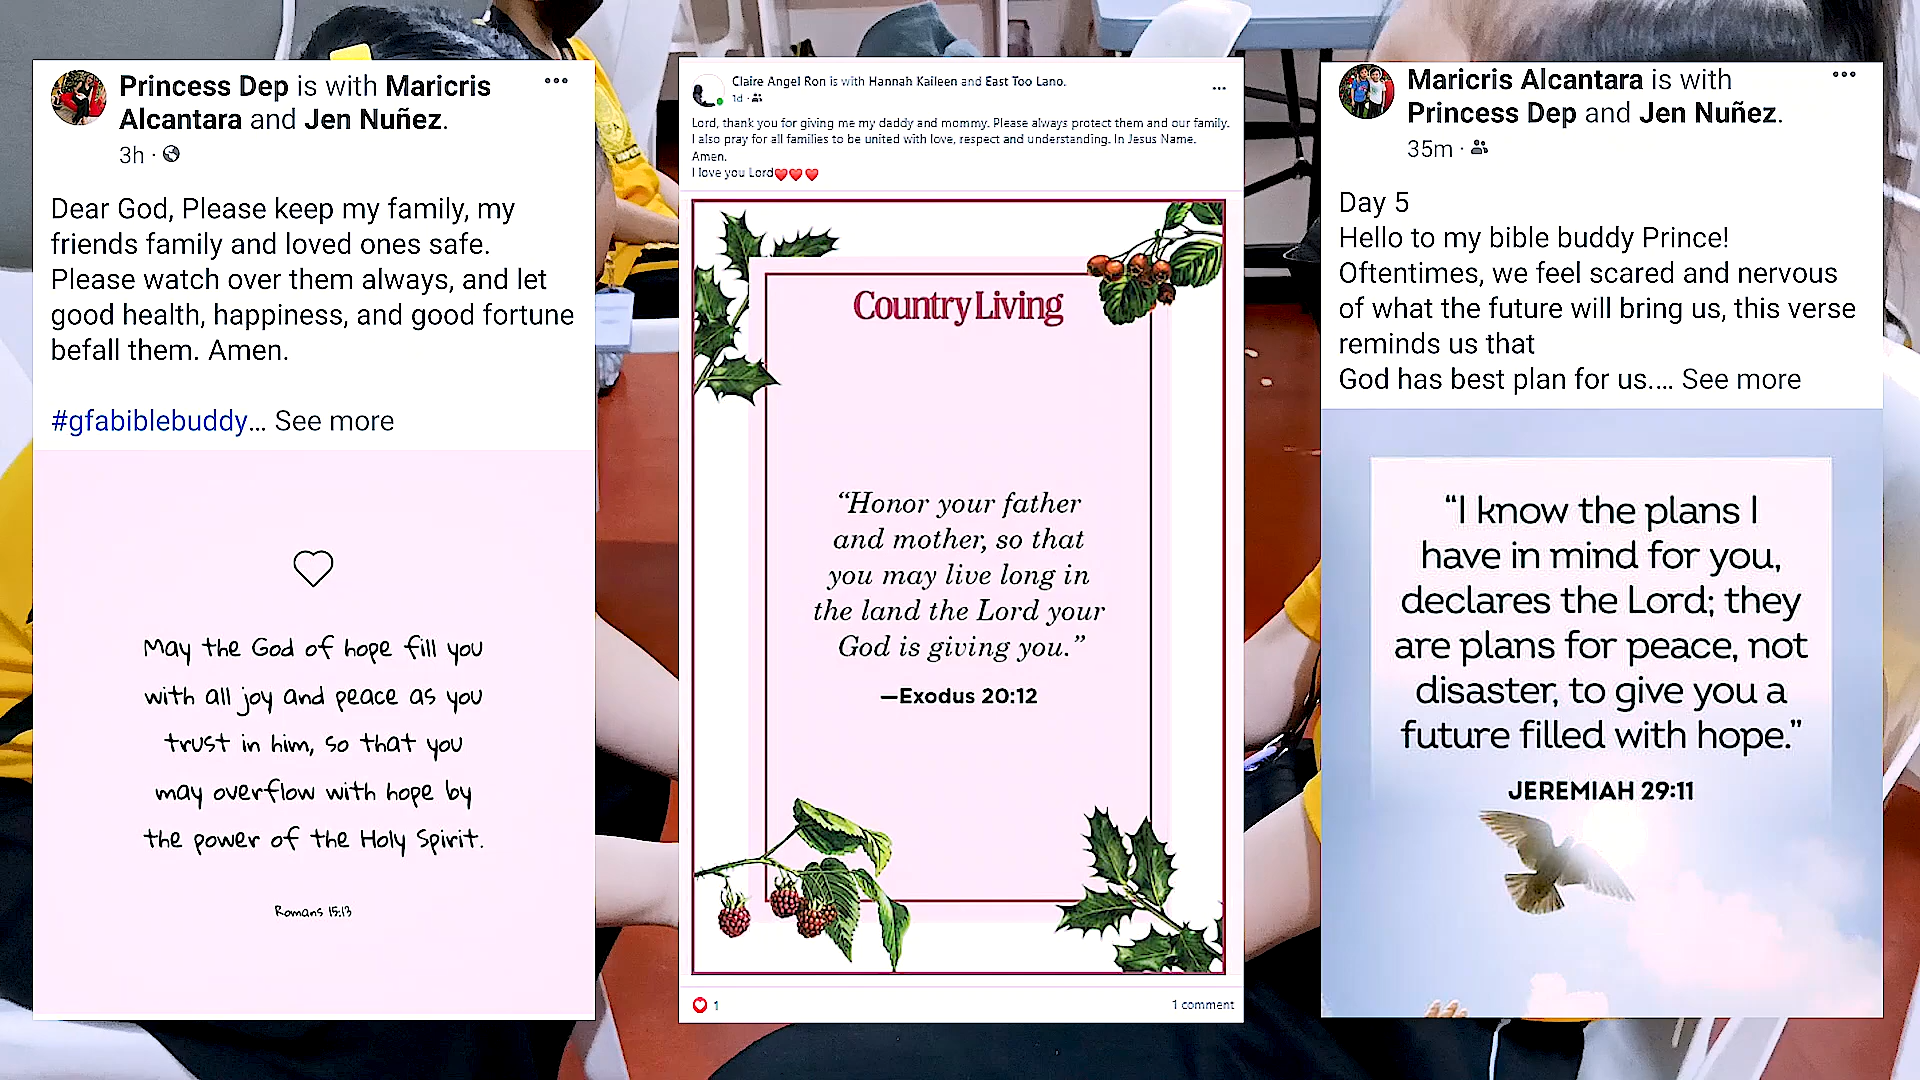 Princess Dep is with Maricris
Alcantara and Jen Nuñez.
3h ·
Dear God, Please keep my family, my
friends family and loved ones safe.
Please watch over them always, and let
good health, happiness, and good fortune
befall them. Amen.
#gfabiblebuddy... See more
May the God of hope fill you
with all joy and peace as you
trust in him, so that you
may overflow with hope by
the power of the Holy Spirit.
Romans 15:13
Claire Angel Ron is with Hannah Kaileen and East Too Lano.
1d ·
Lord, thank you for giving me my daddy and mommy. Please always protect them and our family.
I also pray for all families to be united with love, respect and understanding. In Jesus Name.
Amen.
I love you Lord❤️❤️❤️
Country Living
“Honor your father
and mother, so that
you may live long in
the land the Lord your
God is giving you.”
—Exodus 20:12
1
1 comment
Maricris Alcantara is with
Princess Dep and Jen Nuñez.
35m ·
Day 5
Hello to my bible buddy Prince!
Oftentimes, we feel scared and nervous
of what the future will bring us, this verse
reminds us that
God has best plan for us.... See more
“I know the plans I
have in mind for you,
declares the Lord; they
are plans for peace, not
disaster, to give you a
future filled with hope.”
JEREMIAH 29:11